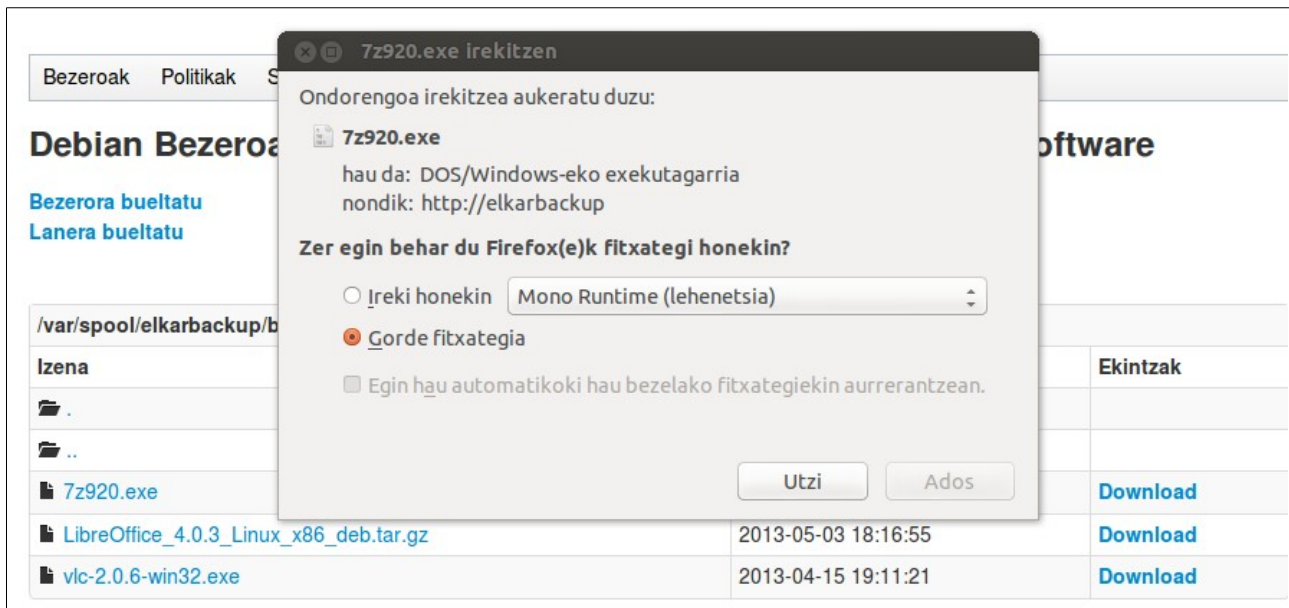 7z920.exe irekitzen
Bezeroak Politikak S
Ondorengoa irekitzea aukeratu duzu:
7z920.exe
Debian Bezeroa oftware
hau da: DOS/Windows-eko exekutagarria
Bezerora bueltatu
nondik: http://elkarbackup
Lanera bueltatu
Zer egin behar du Firefox(e)k fitxategi honekin?
Ireki honekin Mono Runtime (lehenetsia)
/var/spool/elkarbackup/b
Gorde fitxategia
Izena Ekintzak
Egin hau automatikoki hau bezelako fitxategiekin aurrerantzean.
.
..
Utzi Ados
7z920.exe Download
LibreOffice_4.0.3_Linux_x86_deb.tar.gz 2013-05-03 18:16:55 Download
vlc-2.0.6-win32.exe 2013-04-15 19:11:21 Download